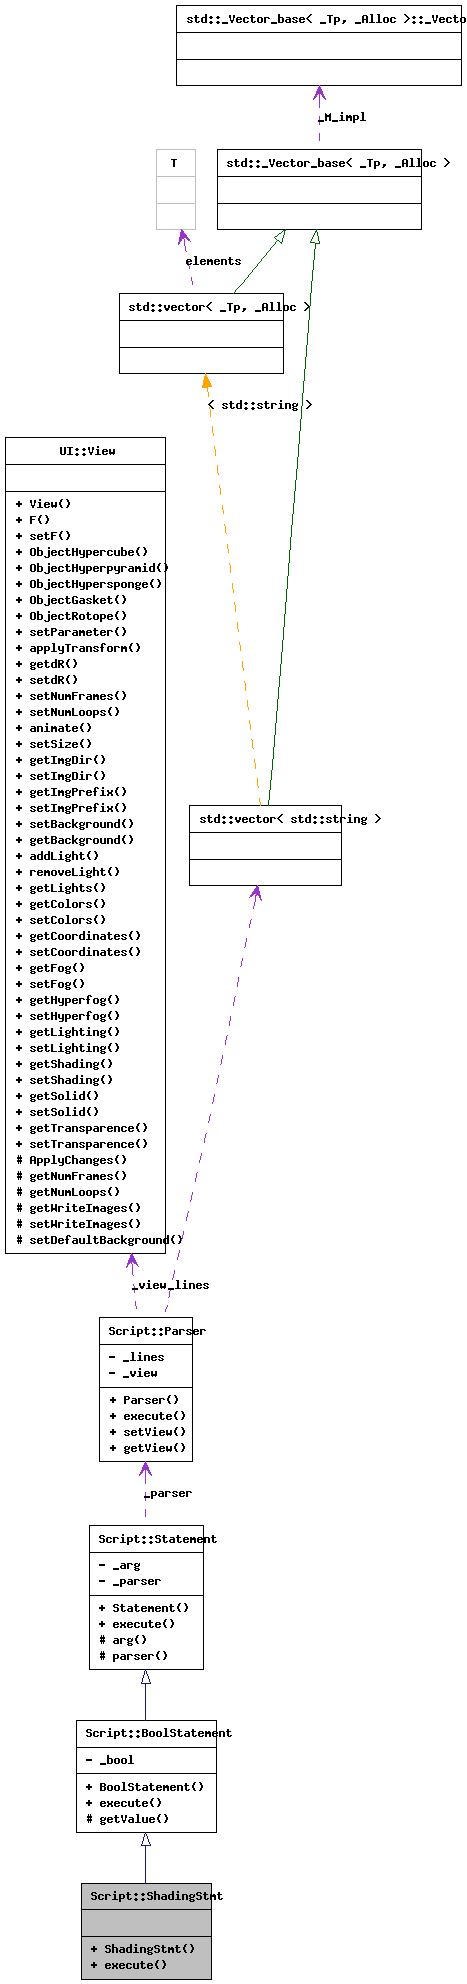 std::_Vector_base< _Tp, _Alloc >::_Vecto
_M_impl
T
std::_Vector_base< _Tp, _Alloc >
elements
std::vector< _Tp, _Alloc >
< std::string >
UI::View
+ View()
+ F()
+ setF()
+ ObjectHypercube()
+ ObjectHyperpyramid()
+ ObjectHypersponge()
+ ObjectGasket()
+ ObjectRotope()
+ setParameter()
+ applyTransform()
+ getdR()
+ setdR()
+ setNumFrames()
+ setNumLoops()
+ animate()
+ setSize()
+ getImgDir()
+ setImgDir()
+ getImgPrefix()
+ setImgPrefix()
+ setBackground()
+ getBackground()
+ addLight()
+ removeLight()
+ getLights()
+ getColors()
+ setColors()
+ getCoordinates()
+ setCoordinates()
+ getFog()
+ setFog()
+ getHyperfog()
+ setHyperfog()
+ getLighting()
+ setLighting()
+ getShading()
+ setShading()
+ getSolid()
+ setSolid()
+ getTransparence()
+ setTransparence()
# ApplyChanges()
# getNumFrames()
# getNumLoops()
# getWriteImages()
# setWriteImages()
# setDefaultBackground()
std::vector< std::string >
_view
_lines
Script::Parser
- _lines
- _view
+ Parser()
+ execute()
+ setView()
+ getView()
_parser
Script::Statement
- _arg
- _parser
+ Statement()
+ execute()
# arg()
# parser()
Script::BoolStatement
- _bool
+ BoolStatement()
+ execute()
# getValue()
Script::ShadingStmt
+ ShadingStmt()
+ execute()